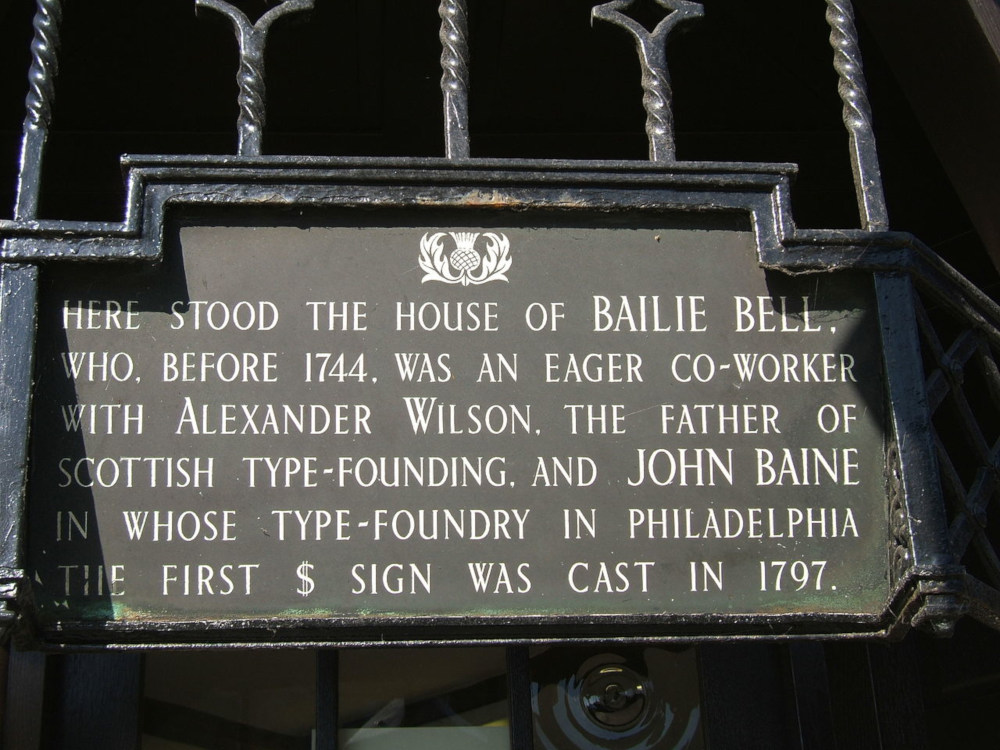 HERE STOOD THE HOUSE OF BAILIE BELL,
WHO, BEFORE 1744, WAS AN EAGER CO-WORKER
WITH ALEXANDER WILSON, THE FATHER OF
SCOTTISH TYPE-FOUNDING, AND JOHN BAINE
IN WHOSE TYPE-FOUNDRY IN PHILADELPHIA
THE FIRST $ SIGN WAS CAST IN 1797.